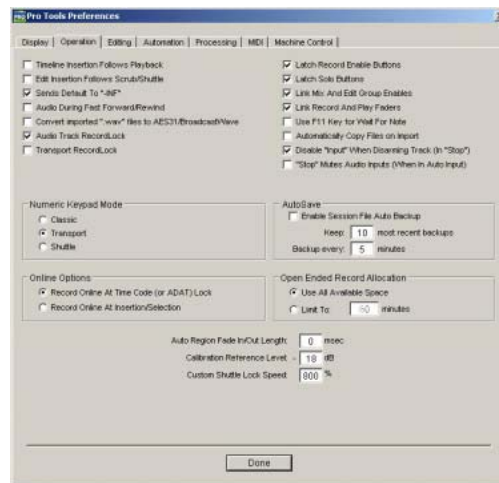 Pro Tools Preferences
Display | Operation | Editing | Automation | Processing | MIDI | Machine Control |
Timeline Insertion Follows Playback
Edit Insertion Follows Scrub/Shuttle
Sends Default To "-INF"
Audio During Fast Forward/Rewind
Convert imported ".wav" files to AES31/BroadcastWave
Audio Track RecordLock
Transport RecordLock
Latch Record Enable Buttons
Latch Solo Buttons
Link Mix And Edit Group Enables
Link Record And Play Faders
Use F11 Key for Wait For Note
Automatically Copy Files on Import
Disable "Input" When Disarming Track (In "Stop")
"Stop" Mutes Audio Inputs (When In Auto Input)
Numeric Keypad Mode
Classic
Transport
Shuttle
AutoSave
Enable Session File Auto Backup
Keep: 10 most recent backups
Backup every: 5 minutes
Online Options
Record Online At Time Code (or ADAT) Lock
Record Online At Insertion/Selection
Open Ended Record Allocation
Use All Available Space
Limit To: 60 minutes
Auto Region Fade In/Out Length: 0 msec
Calibration Reference Level: - 18 dB
Custom Shuttle Lock Speed: 800 %
Done